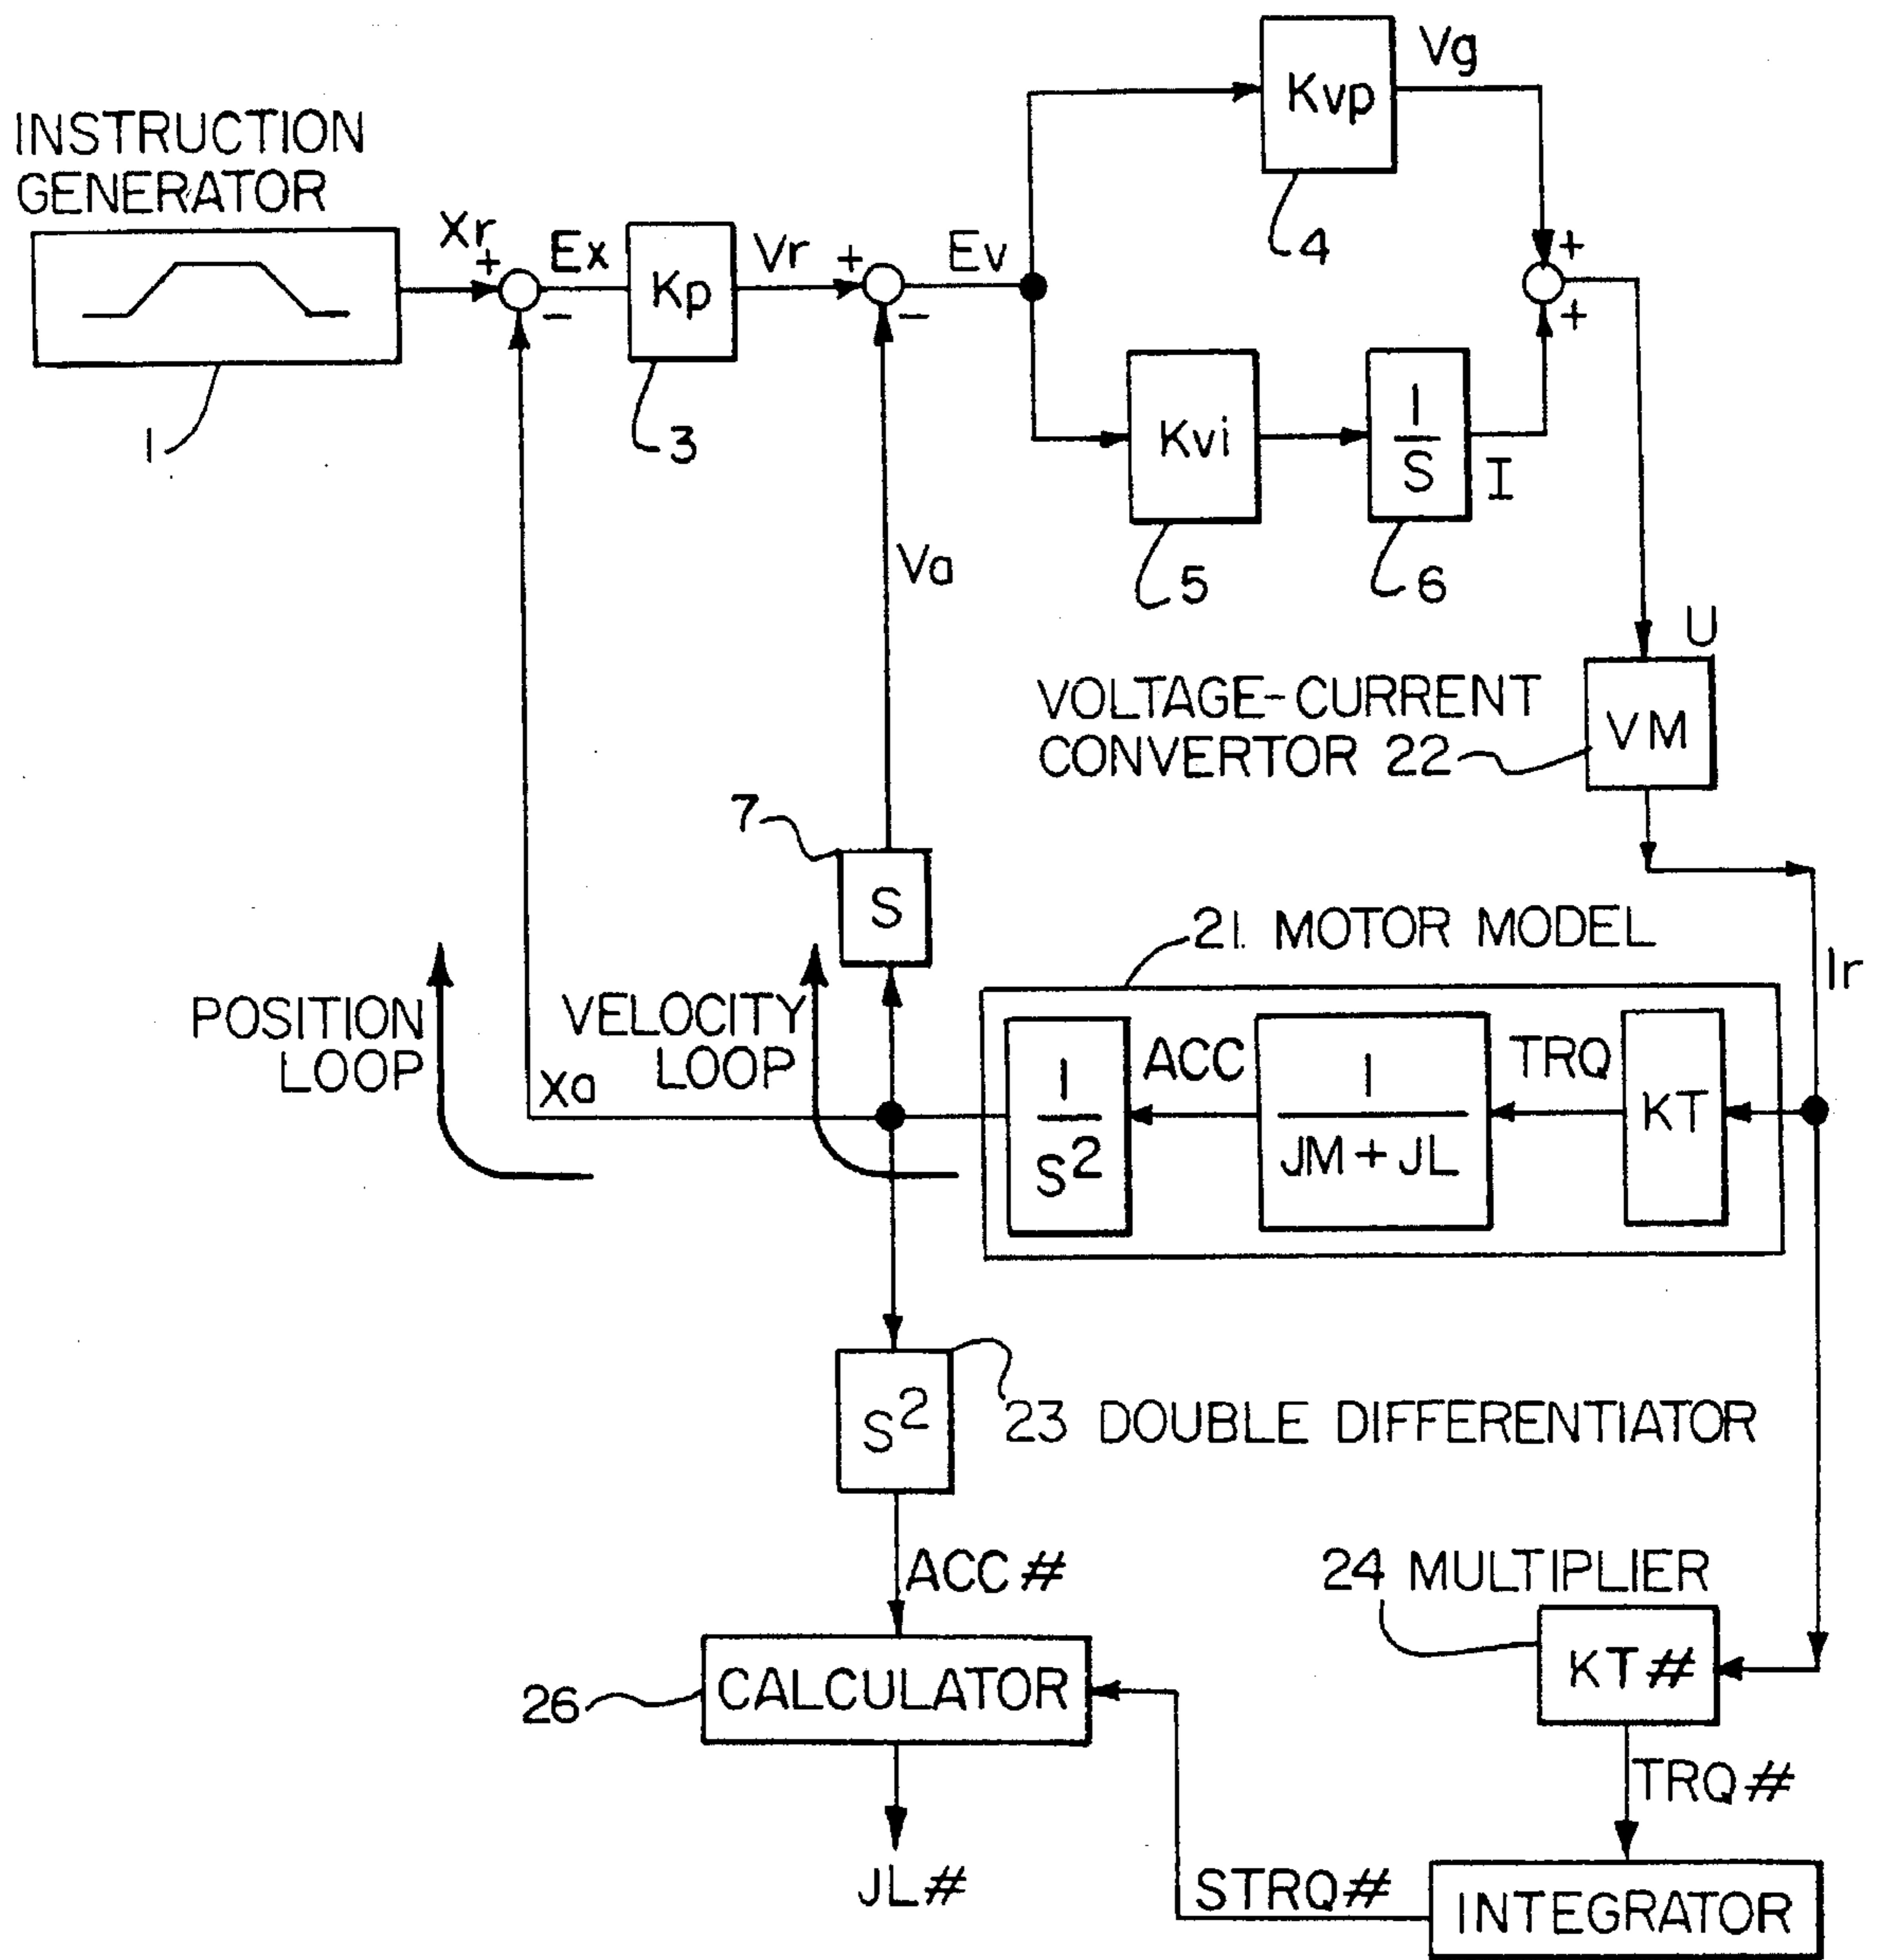 Kvp
Vg
INSTRUCTION
GENERATOR
Xr
+
-
Ex
Kp
Vr
+
-
Ev
4
+
+
1
3
Kvi
1
S
I
5
6
Va
U
VOLTAGE-CURRENT
CONVERTOR 22
VM
7
S
21. MOTOR MODEL
Ir
POSITION
LOOP
VELOCITY
LOOP
Xa
1
S2
ACC
1
JM + JL
TRQ
KT
S2
23 DOUBLE DIFFERENTIATOR
ACC#
24 MULTIPLIER
KT#
26
CALCULATOR
TRQ#
JL#
STRQ#
INTEGRATOR